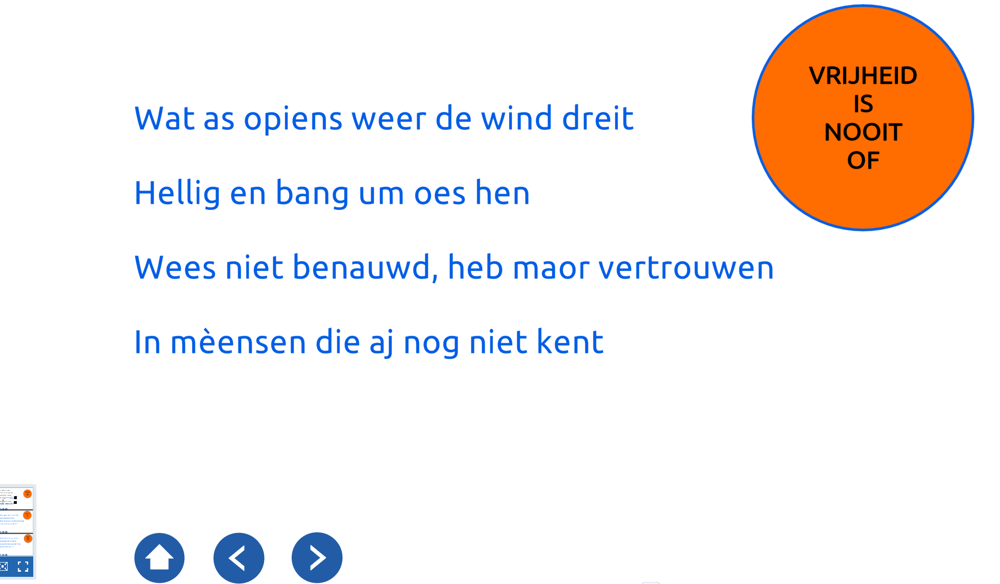 Wat as opiens weer de wind dreit
Hellig en bang um oes hen
Wees niet benauwd, heb maor vertrouwen
In mèensen die aj nog niet kent
VRIJHEID
IS
NOOIT
OF